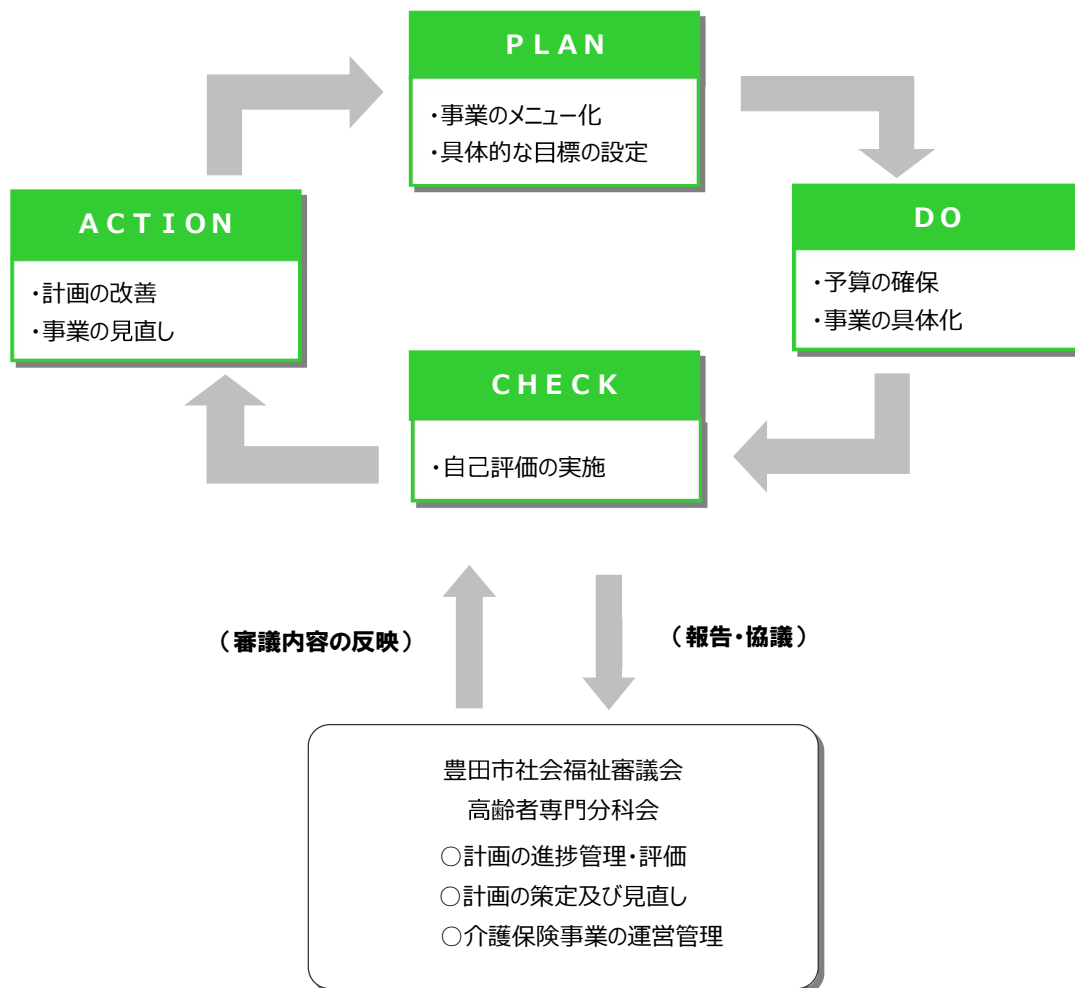 PLAN
・事業のメニュー化
・具体的な目標の設定
ACTION
・計画の改善
・事業の見直し
DO
・予算の確保
・事業の具体化
CHECK
・自己評価の実施
（審議内容の反映）
（報告・協議）
豊田市社会福祉審議会
高齢者専門分科会
○計画の進捗管理・評価
○計画の策定及び見直し
○介護保険事業の運営管理